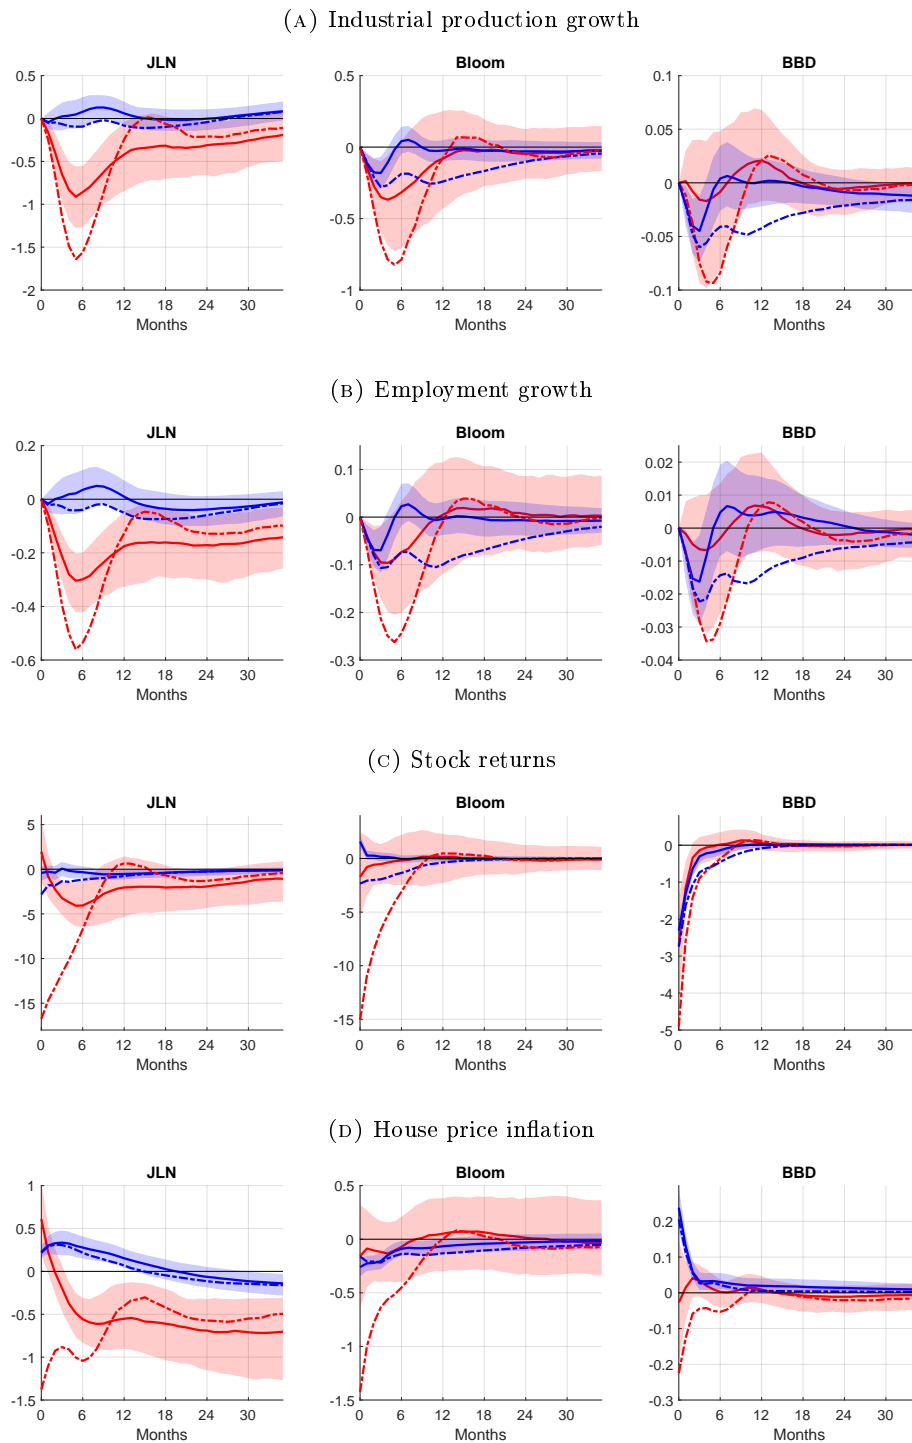 (A) Industrial production growth
JLN Bloom BBD
0.5 0.5 0.1
0.05
0 0 0
-0.5
-1 -0.5 -0.05
-1.5
-2 -1 -0.1
0 6 12 18 24 30 0 6 12 18 24 30 0 6 12 18 24 30
Months Months Months
(B) Employment growth
JLN Bloom BBD
0.2 0.1 0.02
0.01
0 0 0
-0.2 -0.1 -0.01
-0.02
-0.4 -0.2 -0.03
-0.6 -0.3 -0.04
0 6 12 18 24 30 0 6 12 18 24 30 0 6 12 18 24 30
Months Months Months
(C) Stock returns
JLN Bloom BBD
5
0 0 0
-1
-5 -5 -2
-10 -10 -3
-4
-15 -15 -5
0 6 12 18 24 30 0 6 12 18 24 30 0 6 12 18 24 30
Months Months Months
(D) House price inflation
JLN Bloom BBD
1 0.5
0.2
0.5 0 0.1
0 -0.5 0
-0.5 -0.1
-1 -1 -0.2
-1.5 -1.5 -0.3
0 6 12 18 24 30 0 6 12 18 24 30 0 6 12 18 24 30
Months Months Months